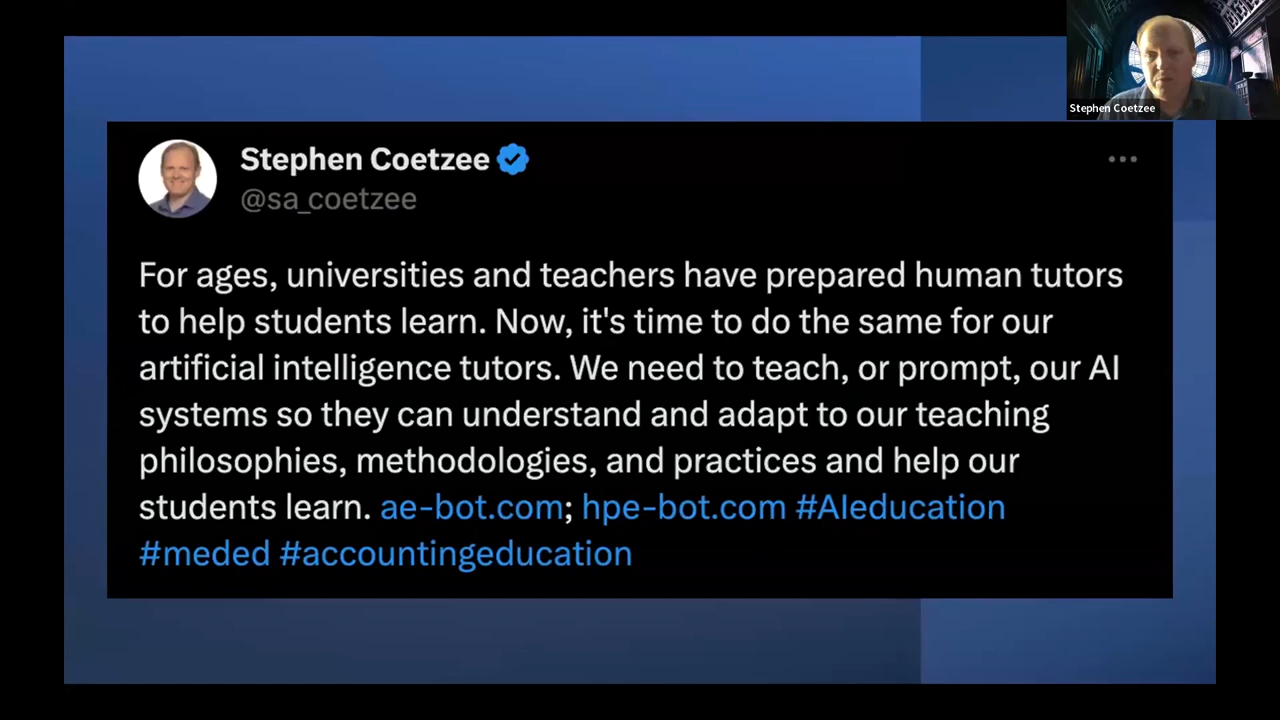 Stephen Coetzee
Stephen Coetzee
@sa_coetzee
For ages, universities and teachers have prepared human tutors
to help students learn. Now, it's time to do the same for our
artificial intelligence tutors. We need to teach, or prompt, our AI
systems so they can understand and adapt to our teaching
philosophies, methodologies, and practices and help our
students learn. ae-bot.com; hpe-bot.com #AIeducation
#meded #accountingeducation